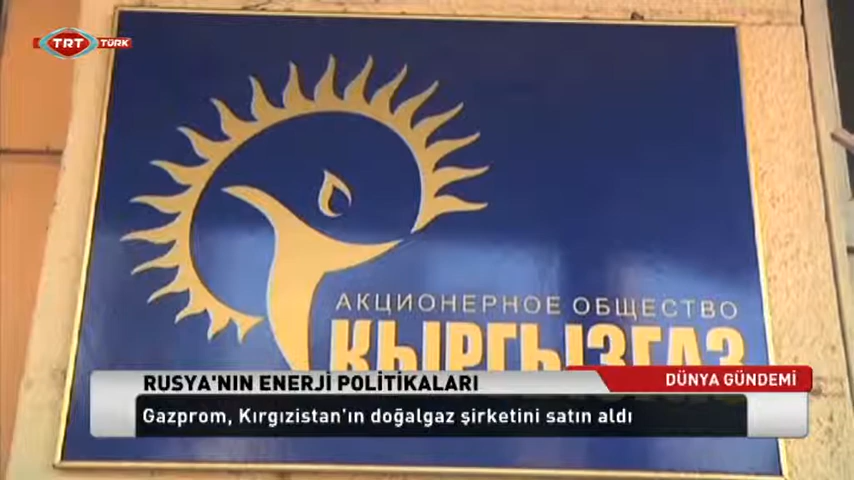 TRT TÜRK
АКЦИОНЕРНОЕ ОБЩЕСТВО
КЫРГЫЗГАЗ
RUSYA'NIN ENERJİ POLİTİKALARI
DÜNYA GÜNDEMİ
Gazprom, Kırgızistan'ın doğalgaz şirketini satın aldı